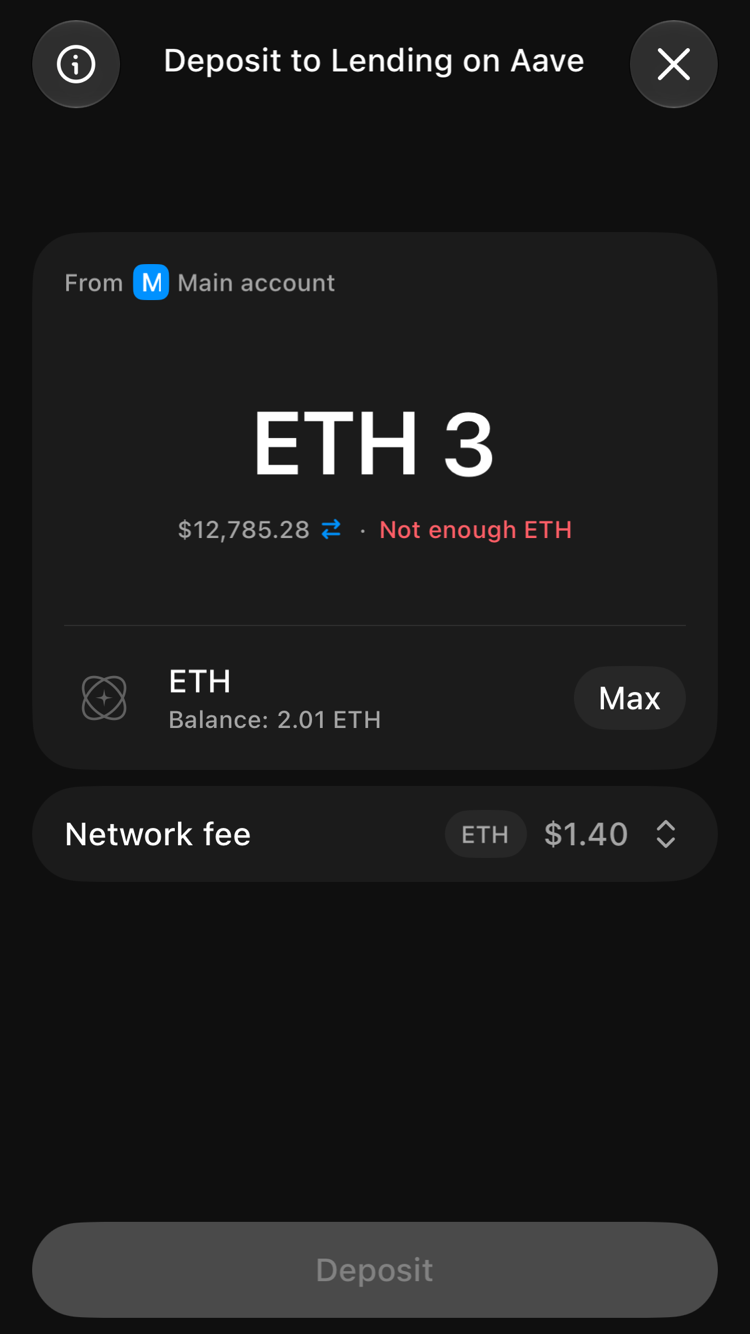 Deposit to Lending on Aave
From M Main account
ETH 3
$12,785.28 · Not enough ETH
ETH
Balance: 2.01 ETH
Max
Network fee ETH $1.40
Deposit